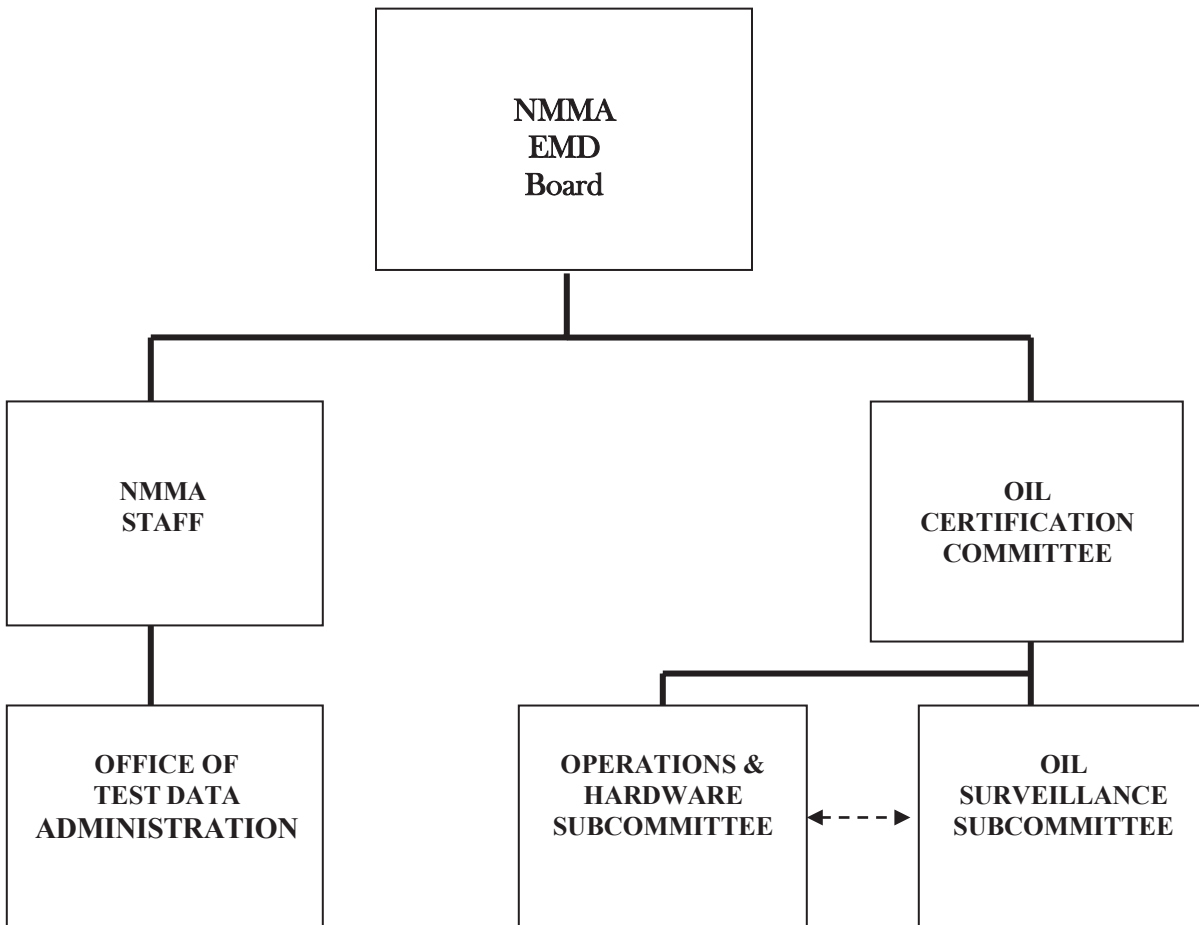 NMMA
EMD
Board
NMMA
STAFF
OIL
CERTIFICATION
COMMITTEE
OFFICE OF
TEST DATA
ADMINISTRATION
OPERATIONS &
HARDWARE
SUBCOMMITTEE
OIL
SURVEILLANCE
SUBCOMMITTEE